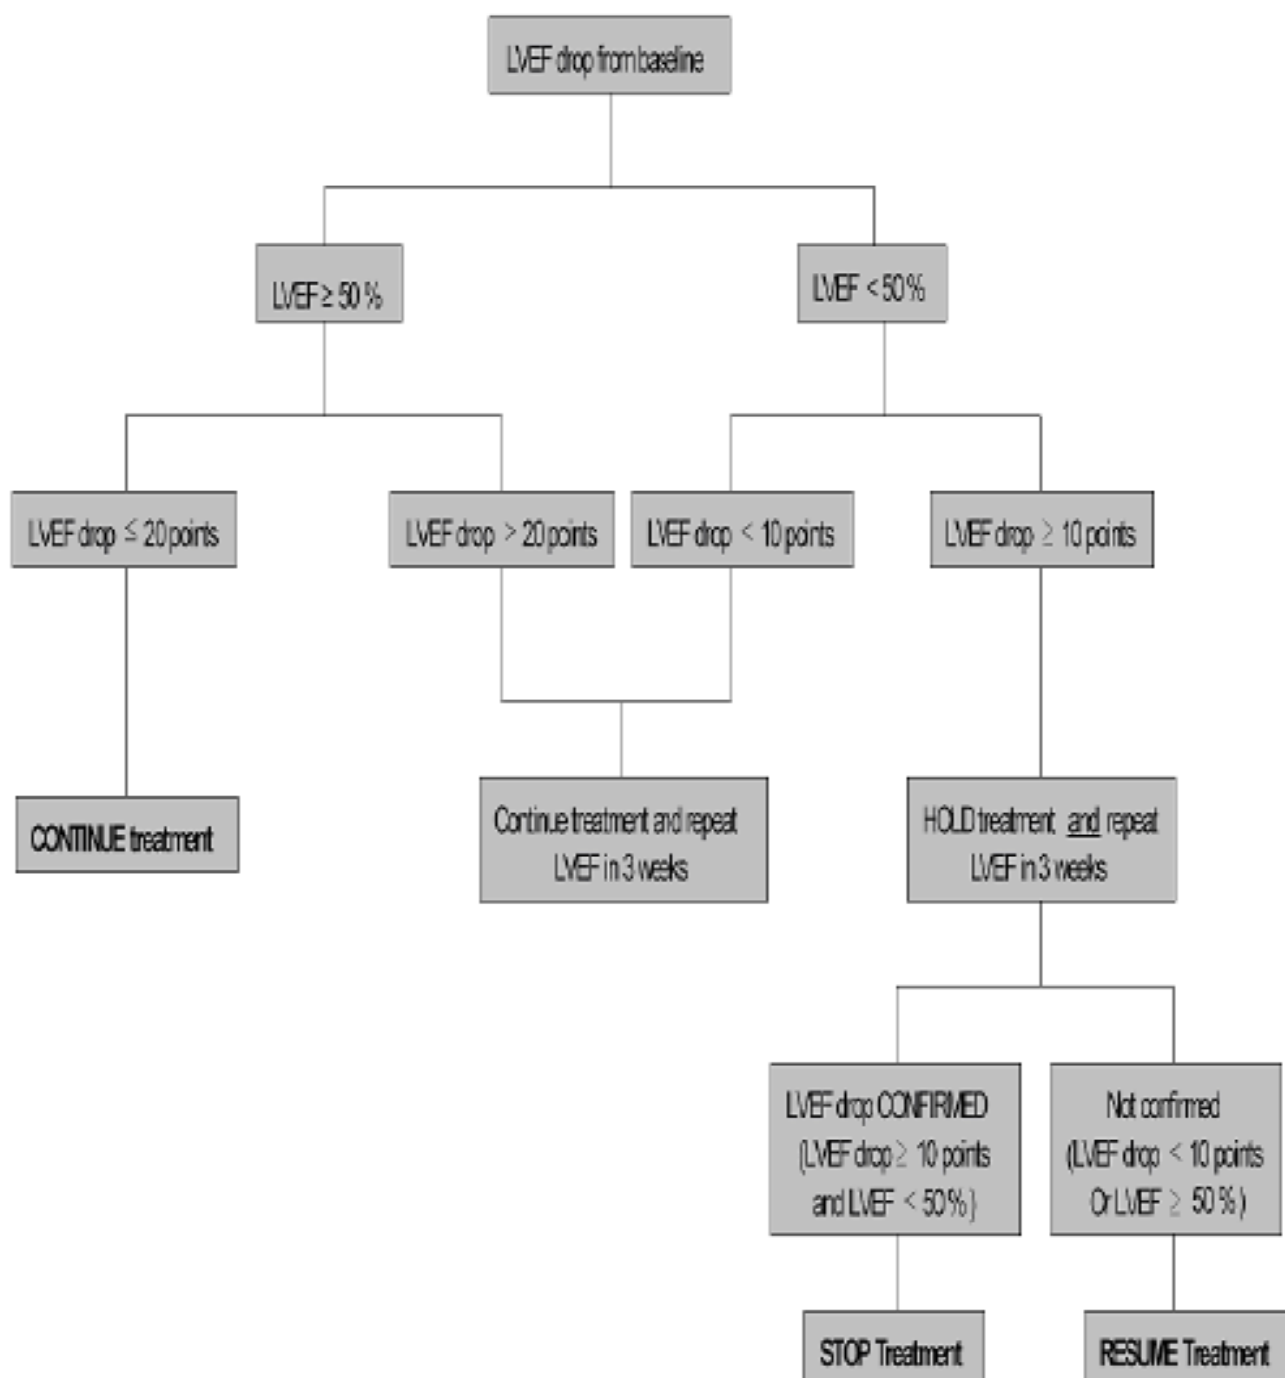 LVEF drop from baseline
LVEF ≥ 50 %
LVEF < 50 %
LVEF drop ≤ 20 points
LVEF drop > 20 points
LVEF drop < 10 points
LVEF drop ≥ 10 points
CONTINUE treatment
Continue treatment and repeat
LVEF in 3 weeks
HOLD treatment and repeat
LVEF in 3 weeks
LVEF drop CONFIRMED
(LVEF drop ≥ 10 points
and LVEF < 50 %)
Not confirmed
(LVEF drop < 10 points
Or LVEF ≥ 50 %)
STOP Treatment
RESUME Treatment